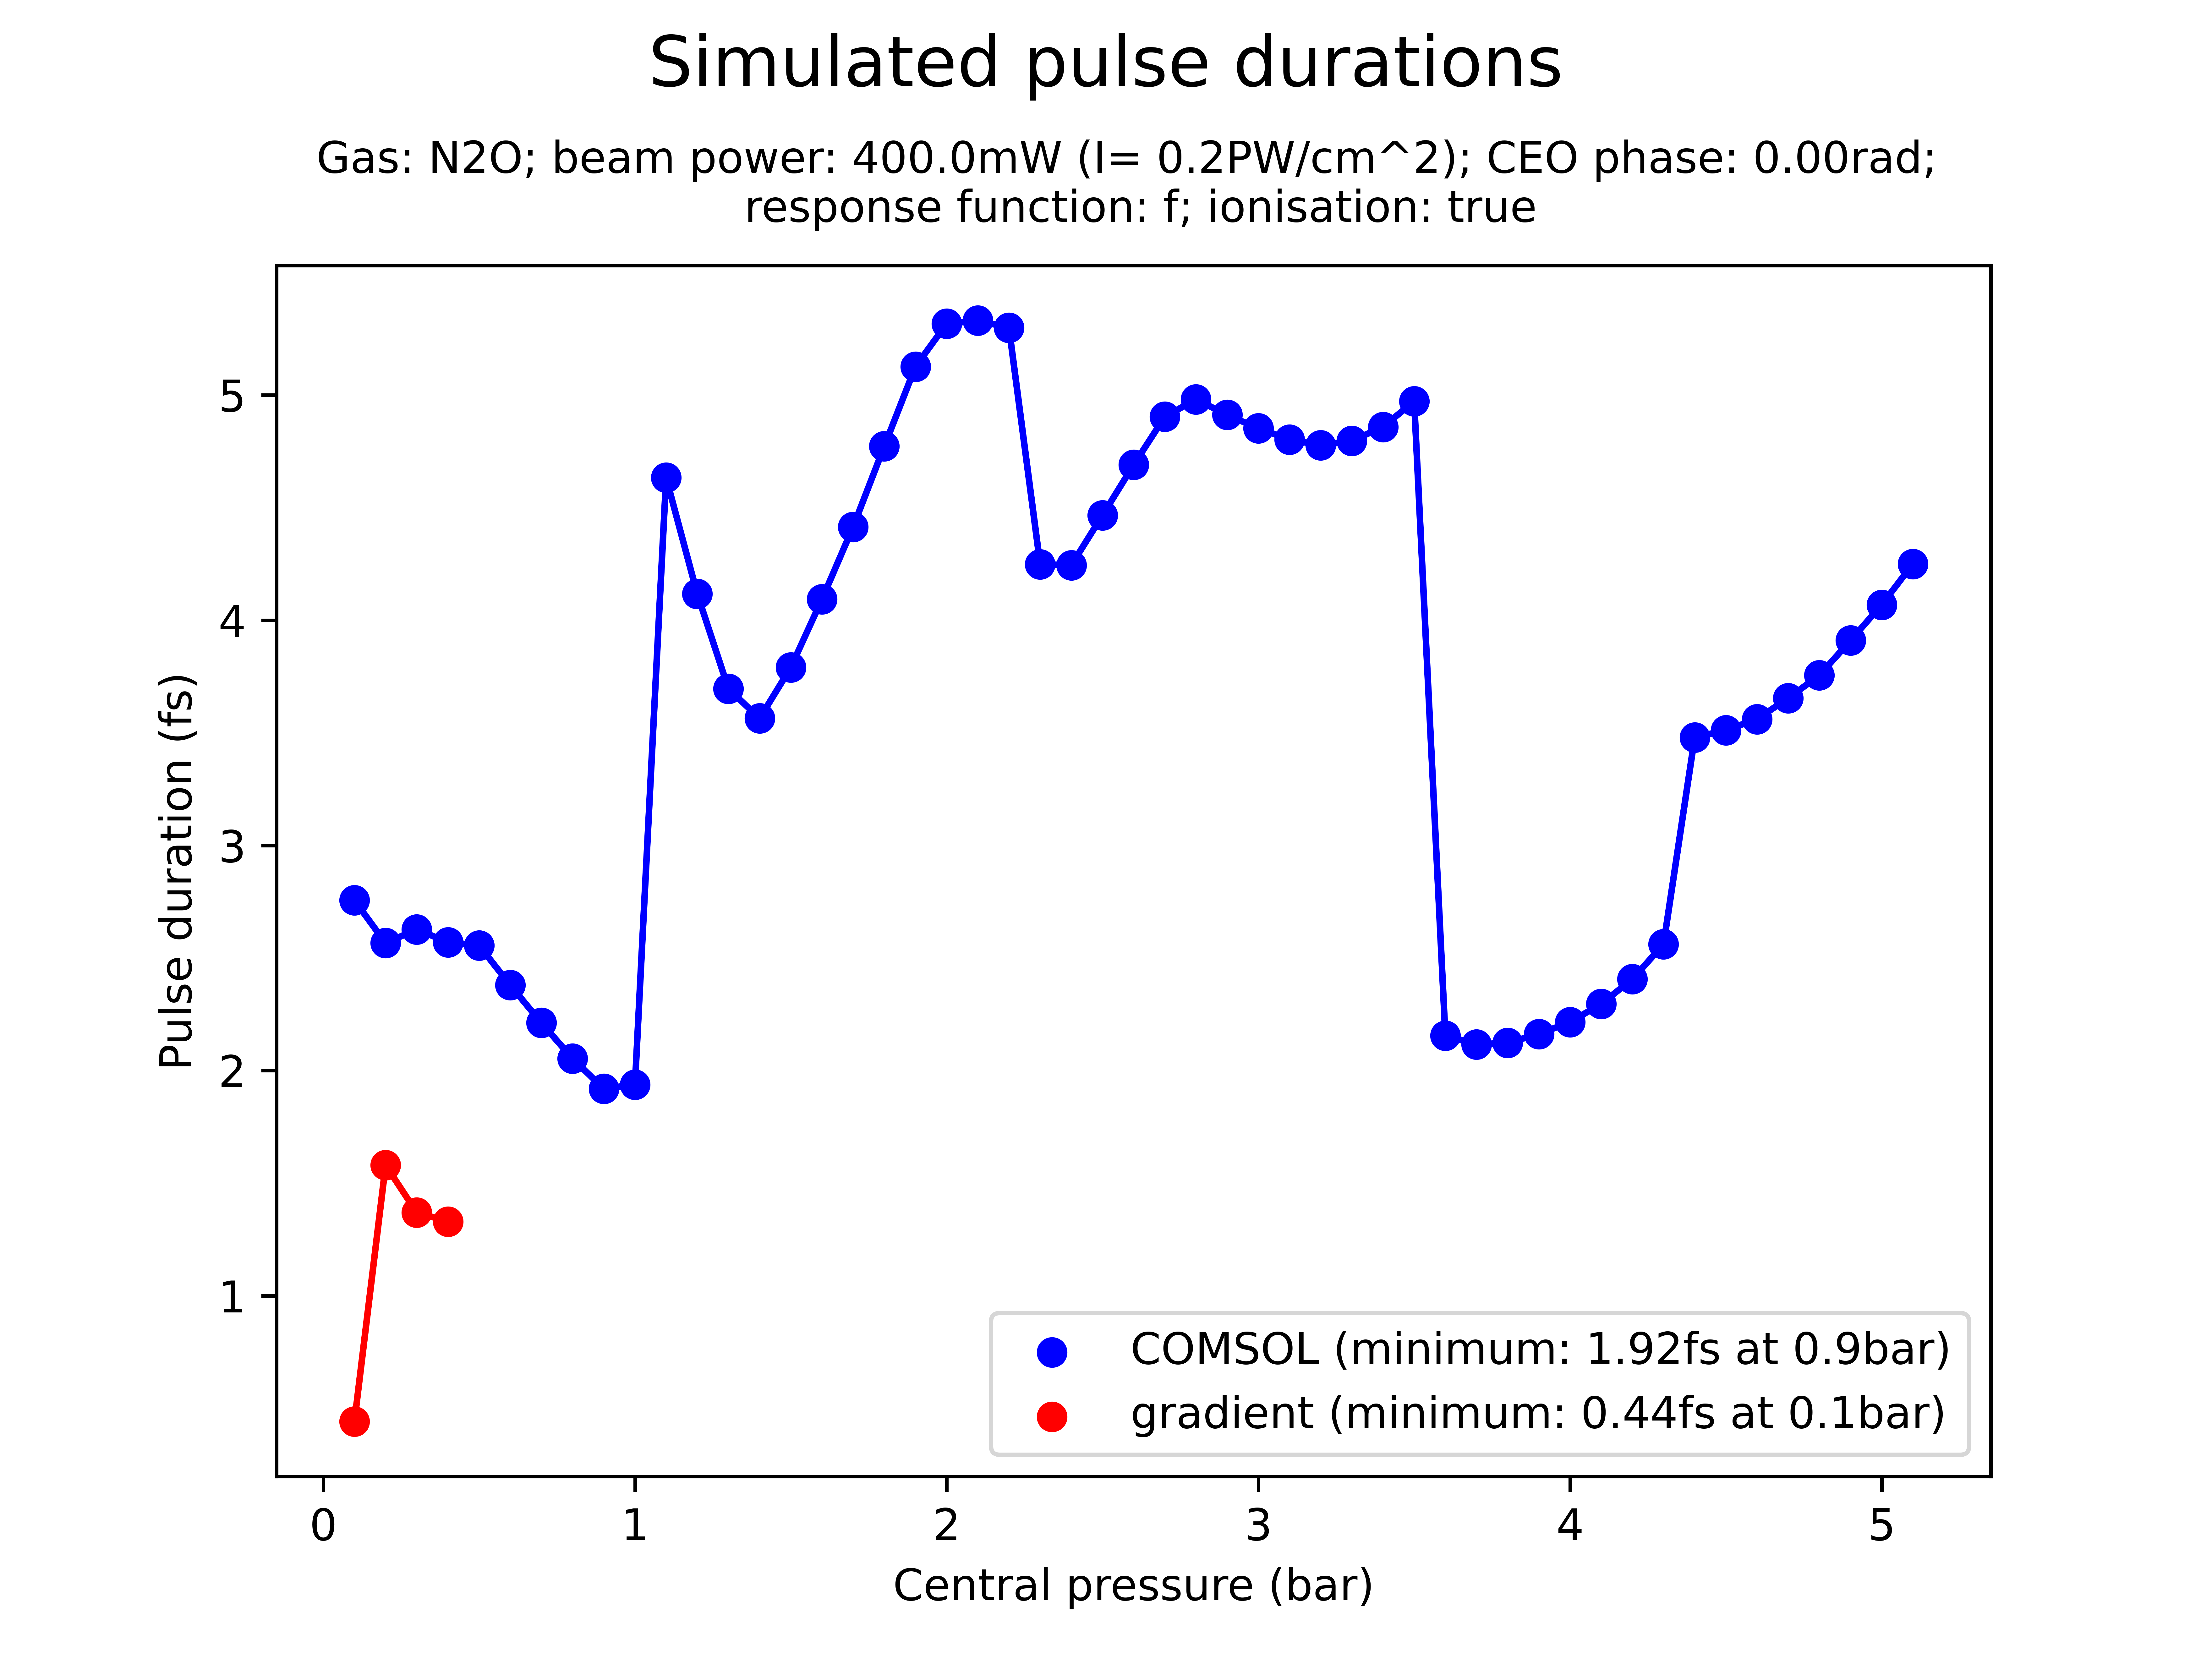 Simulated pulse durations
Gas: N2O; beam power: 400.0mW (I= 0.2PW/cm^2); CEO phase: 0.00rad;
response function: f; ionisation: true
Pulse duration (fs)
5
4
3
2
1
COMSOL (minimum: 1.92fs at 0.9bar)
gradient (minimum: 0.44fs at 0.1bar)
0 1 2 3 4 5
Central pressure (bar)